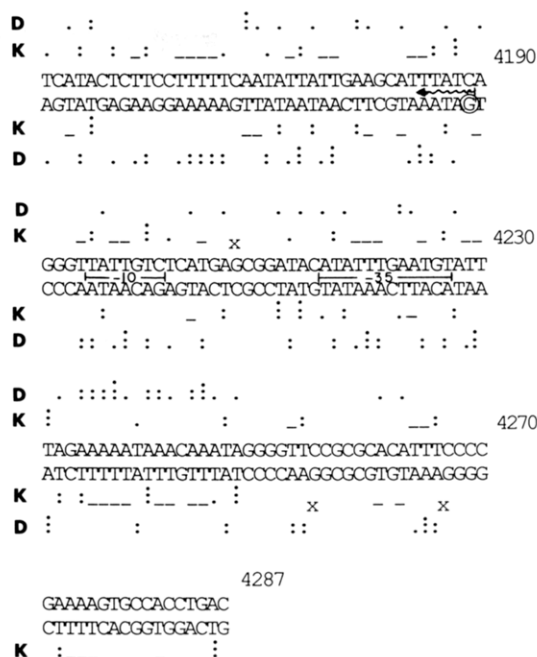 D
K 4190
TCATACTCTTCCTTTTTCAATATTATTGAAGCATTTATCA
AGTATGAGAAGGAAAAAGTTATAATAACTTCGTAAATAGT
K
D
D
K x 4230
GGGTTATTGTCTCATGAGCGGATACATATTTGAATGTATT
-10 -35
CCCAATAACAGAGTACTCGCCTATGTATAAACTTACATAA
K
D
D
K 4270
TAGAAAAATAAACAAATAGGGGTTCCGCGCACATTTCCCC
ATCTTTTTATTTGTTTATCCCCAAGGCGCGTGTAAAGGGG
K x x
D
4287
GAAAAGTGCCACCTGAC
CTTTTCACGGTGGACTG
K